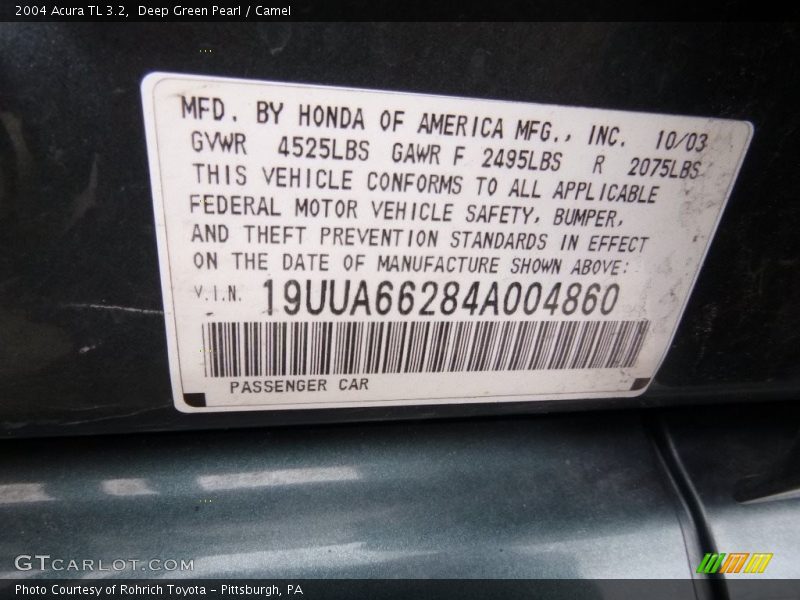 2004 Acura TL 3.2,  Deep Green Pearl / Camel
MFD. BY HONDA OF AMERICA MFG., INC. 10/03
GVWR 4525LBS GAWR F 2495LBS R 2075LBS
THIS VEHICLE CONFORMS TO ALL APPLICABLE
FEDERAL MOTOR VEHICLE SAFETY, BUMPER,
AND THEFT PREVENTION STANDARDS IN EFFECT
ON THE DATE OF MANUFACTURE SHOWN ABOVE:
V.I.N. 19UUA66284A004860
PASSENGER CAR
GTCARLOT.COM
Photo Courtesy of Rohrich Toyota - Pittsburgh, PA